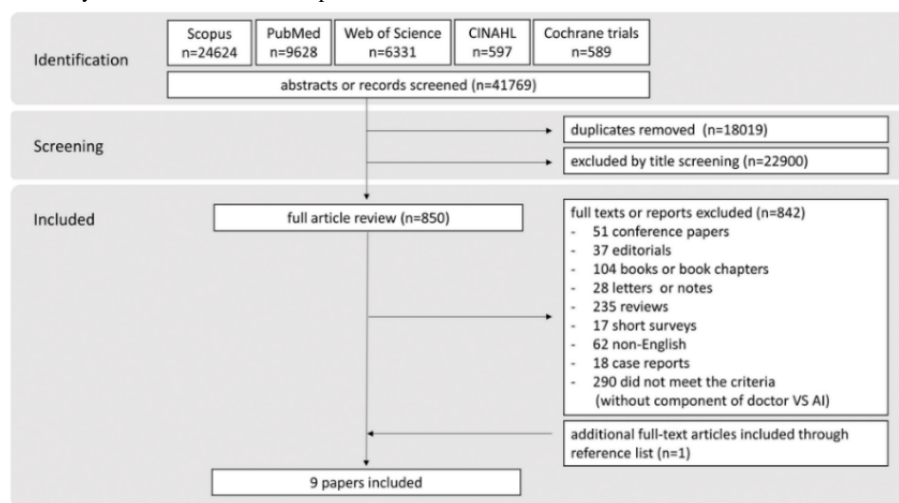 Identification
Scopus
n=24624
PubMed
n=9628
Web of Science
n=6331
CINAHL
n=597
Cochrane trials
n=589
abstracts or records screened (n=41769)
Screening
duplicates removed (n=18019)
excluded by title screening (n=22900)
Included
full article review (n=850)
full texts or reports excluded (n=842)
- 51 conference papers
- 37 editorials
- 104 books or book chapters
- 28 letters or notes
- 235 reviews
- 17 short surveys
- 62 non-English
- 18 case reports
- 290 did not meet the criteria
(without component of doctor VS AI)
additional full-text articles included through
reference list (n=1)
9 papers included